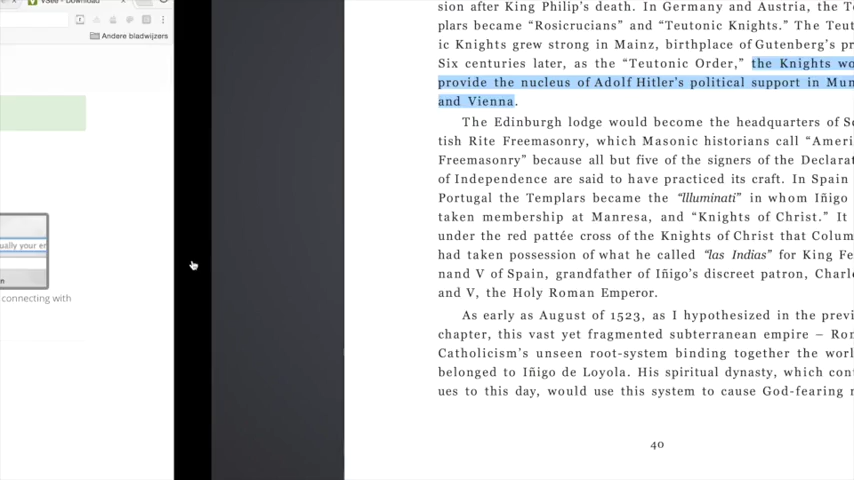 VSee - Download
Andere bladwijzers
ually your en
connecting with
sion after King Philip's death. In Germany and Austria, the Te
plars became “Rosicrucians” and “Teutonic Knights.” The Teut
ic Knights grew strong in Mainz, birthplace of Gutenberg's pr
Six centuries later, as the “Teutonic Order,” the Knights wo
provide the nucleus of Adolf Hitler's political support in Mun
and Vienna.
The Edinburgh lodge would become the headquarters of Sc
tish Rite Freemasonry, which Masonic historians call “Ameri
Freemasonry” because all but five of the signers of the Declarat
of Independence are said to have practiced its craft. In Spain
Portugal the Templars became the “Illuminati” in whom Iñigo
taken membership at Manresa, and “Knights of Christ.” It
under the red pattée cross of the Knights of Christ that Colum
had taken possession of what he called “las Indias” for King Fe
nand V of Spain, grandfather of Iñigo's discreet patron, Charl
and V, the Holy Roman Emperor.
As early as August of 1523, as I hypothesized in the previ
chapter, this vast yet fragmented subterranean empire – Ron
Catholicism's unseen root-system binding together the worl
belonged to Iñigo de Loyola. His spiritual dynasty, which cont
ues to this day, would use this system to cause God-fearing r
40